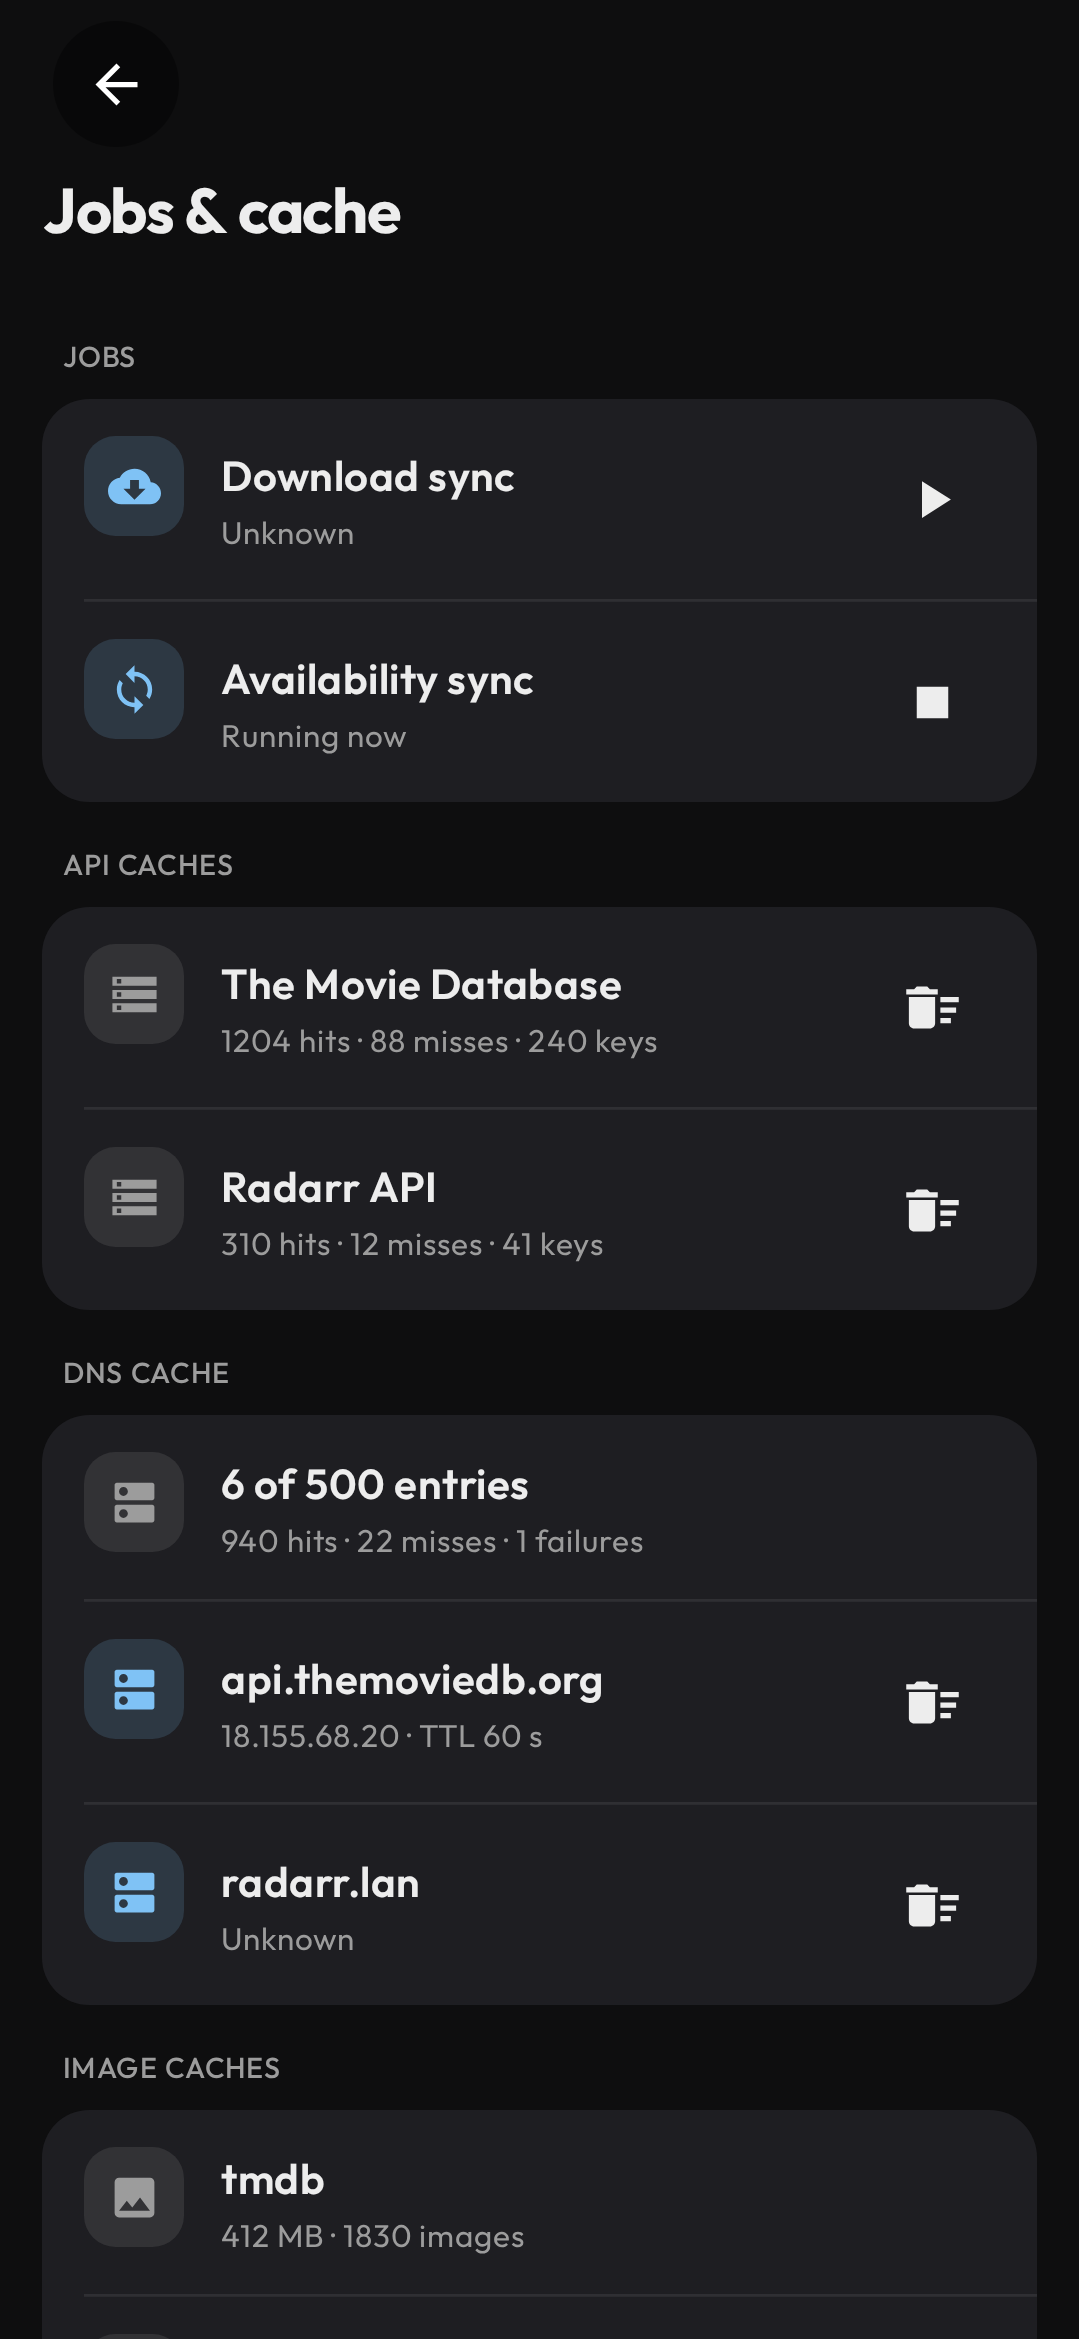 Jobs & cache
JOBS
Download sync
Unknown
Availability sync
Running now
API CACHES
The Movie Database
1204 hits · 88 misses · 240 keys
Radarr API
310 hits · 12 misses · 41 keys
DNS CACHE
6 of 500 entries
940 hits · 22 misses · 1 failures
api.themoviedb.org
18.155.68.20 · TTL 60 s
radarr.lan
Unknown
IMAGE CACHES
tmdb
412 MB · 1830 images